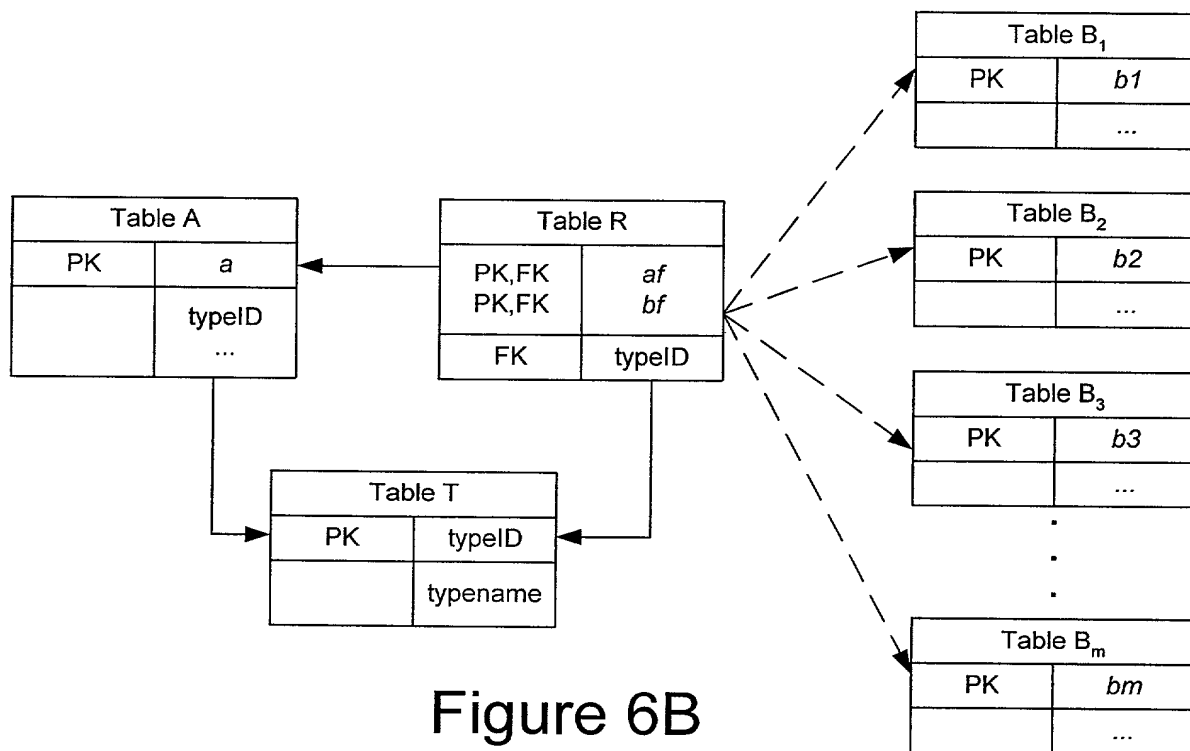 Table A
PK a
typeID
...
Table R
PK,FK af
PK,FK bf
FK typeID
Table T
PK typeID
typename
Table B₁
PK b1
...
Table B₂
PK b2
...
Table B₃
PK b3
...
.
.
.
Table Bₘ
PK bm
...
Figure 6B